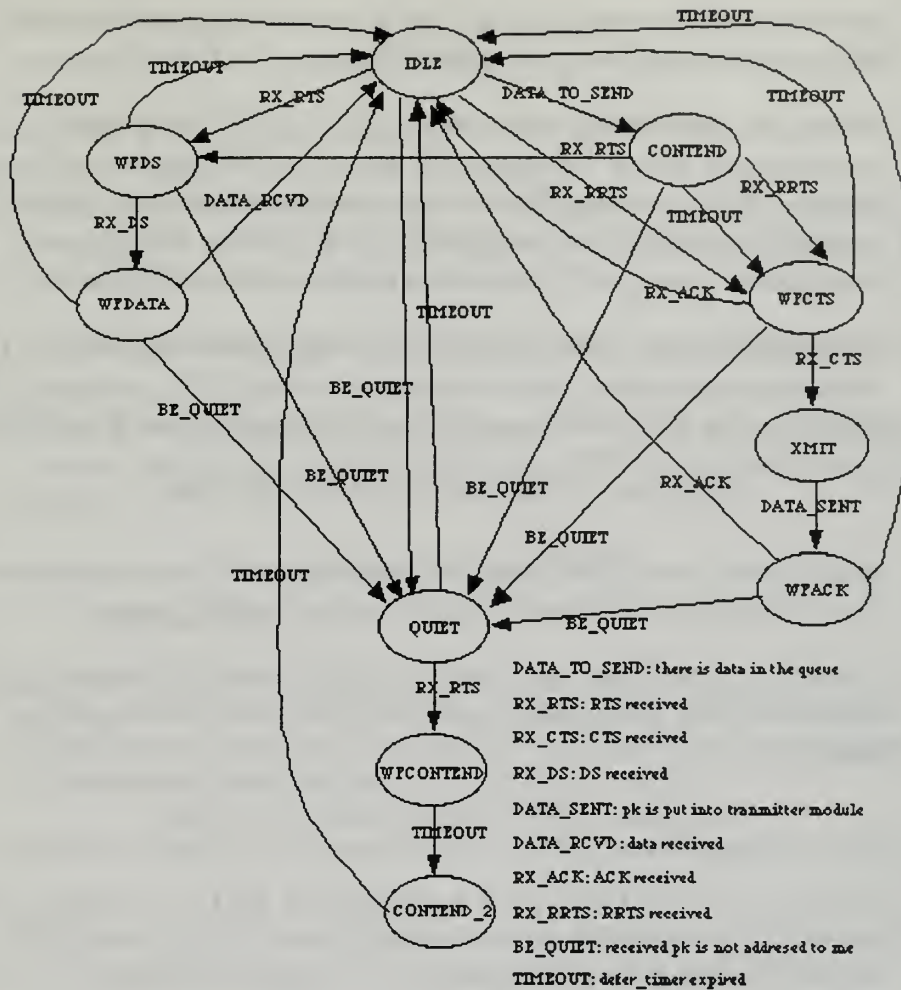 TIMEOUT
TIMEOUT
IDLE
TIMEOUT
TIMEOUT
TIMEOUT
RX_RTS
DATA_TO_SEND
WFDS
RX_RTS
CONTEND
DATA_RCVD
RX_RRTS
RX_RRTS
RX_DS
TIMEOUT
WFDATA
RX_ACK
WFCTS
TIMEOUT
RX_CTS
BE_QUIET
BE_QUIET
XMIT
BE_QUIET
BE_QUIET
RX_ACK
DATA_SENT
BE_QUIET
TIMEOUT
WFACK
QUIET
BE_QUIET
RX_RTS
WFCONTEND
TIMEOUT
CONTEND_2
DATA_TO_SEND: there is data in the queue
RX_RTS: RTS received
RX_CTS: CTS received
RX_DS: DS received
DATA_SENT: pk is put into tranmitter module
DATA_RCVD: data received
RX_ACK: ACK received
RX_RRTS: RRTS received
BE_QUIET: received pk is not addresed to me
TIMEOUT: defer_timer expired